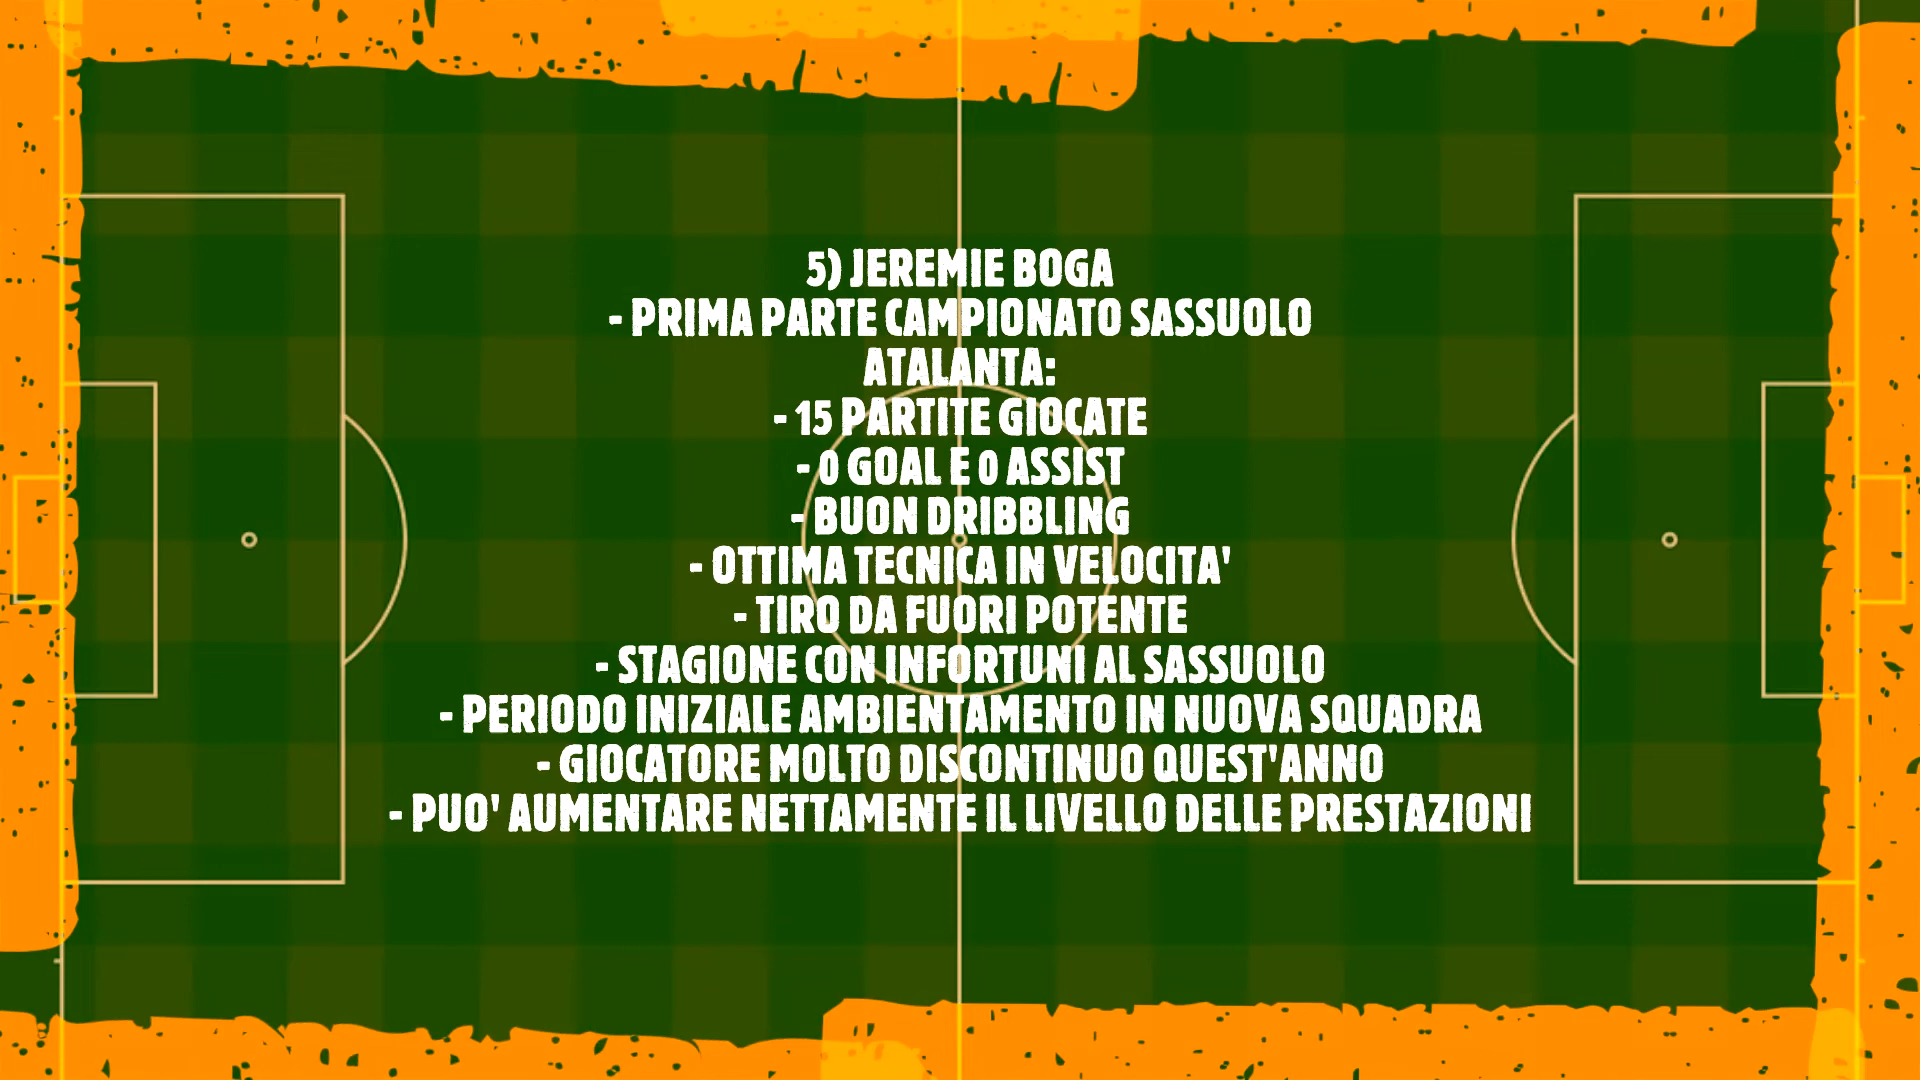 5) JEREMIE BOGA
- PRIMA PARTE CAMPIONATO SASSUOLO
ATALANTA:
- 15 PARTITE GIOCATE
- 0 GOAL E 0 ASSIST
- BUON DRIBBLING
- OTTIMA TECNICA IN VELOCITA'
- TIRO DA FUORI POTENTE
- STAGIONE CON INFORTUNI AL SASSUOLO
- PERIODO INIZIALE AMBIENTAMENTO IN NUOVA SQUADRA
- GIOCATORE MOLTO DISCONTINUO QUEST'ANNO
- PUO' AUMENTARE NETTAMENTE IL LIVELLO DELLE PRESTAZIONI